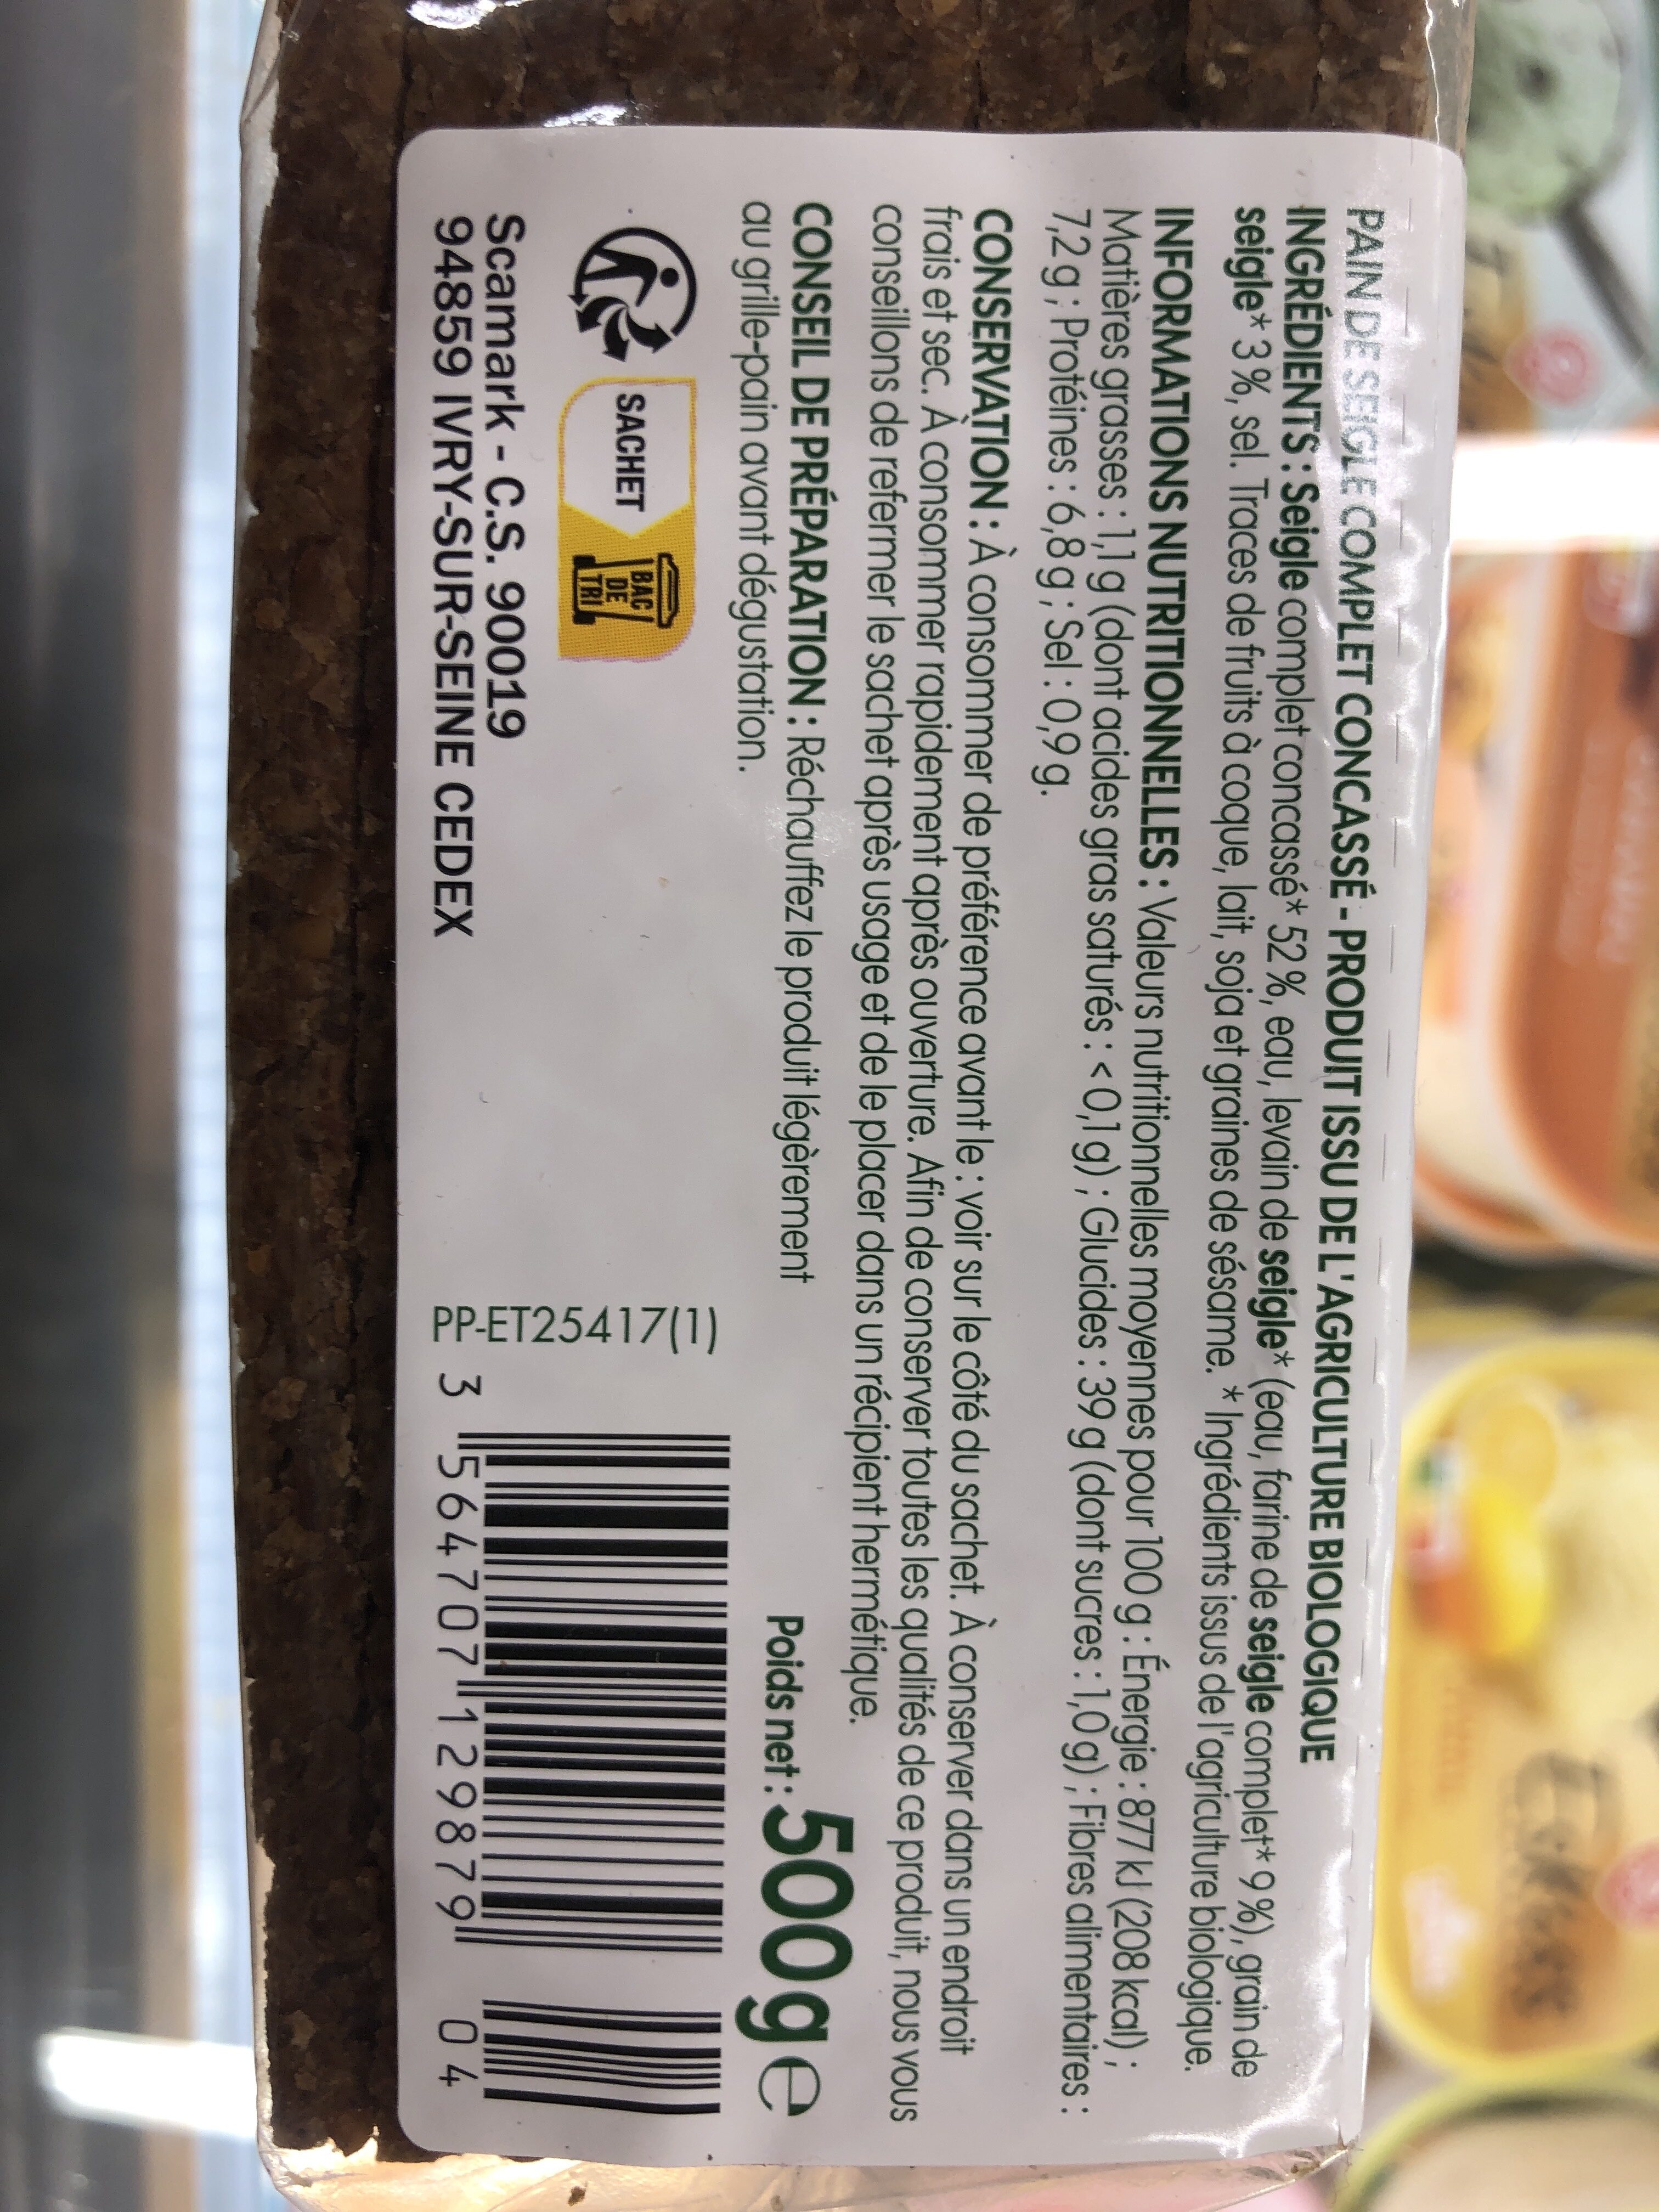 PAIN DE SEIGLE COMPLET CONCASSÉ - PRODUIT ISSU DE L'AGRICULTURE BIOLOGIQUE
INGRÉDIENTS : Seigle complet concassé* 52 %, eau, levain de seigle* (eau, farine de seigle complet* 9 %), grain de
seigle* 3 %, sel. Traces de fruits à coque, lait, soja et graines de sésame. * Ingrédients issus de l'agriculture biologique.
INFORMATIONS NUTRITIONNELLES : Valeurs nutritionnelles moyennes pour 100 g : Énergie : 877 kJ (208 kcal) ;
Matières grasses : 1,1 g (dont acides gras saturés : < 0,1 g) ; Glucides : 39 g (dont sucres : 1,0 g) ; Fibres alimentaires :
7,2 g ; Protéines : 6,8 g ; Sel : 0,9 g.
CONSERVATION : À consommer de préférence avant le : voir sur le côté du sachet. À conserver dans un endroit
frais et sec. À consommer rapidement après ouverture. Afin de conserver toutes les qualités de ce produit, nous vous
conseillons de refermer le sachet après usage et de le placer dans un récipient hermétique.
CONSEIL DE PRÉPARATION : Réchauffez le produit légèrement
au grille-pain avant dégustation.
Poids net : 500 g e
SACHET
BAC
DE
TRI
Scamark - C.S. 90019
94859 IVRY-SUR-SEINE CEDEX
PP-ET25417(1)
3 564707 129879 04